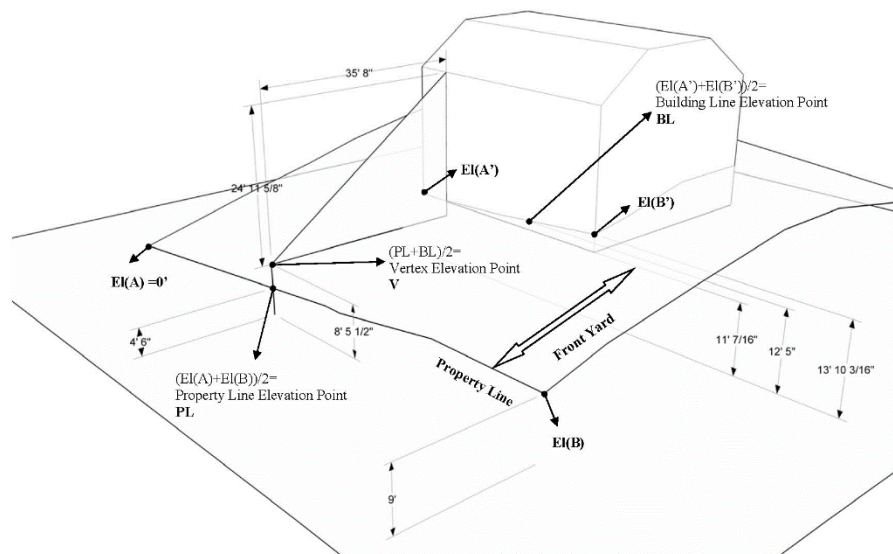 35' 8"
(El(A')+El(B'))/2=
Building Line Elevation Point
BL
El(A')
24' 11 5/8"
El(B')
(PL+BL)/2=
Vertex Elevation Point
V
El(A) =0'
4' 6"
8' 5 1/2"
Front Yard
11' 7/16"
12' 5"
13' 10 3/16"
(El(A)+El(B))/2=
Property Line Elevation Point
PL
Property Line
El(B)
9'